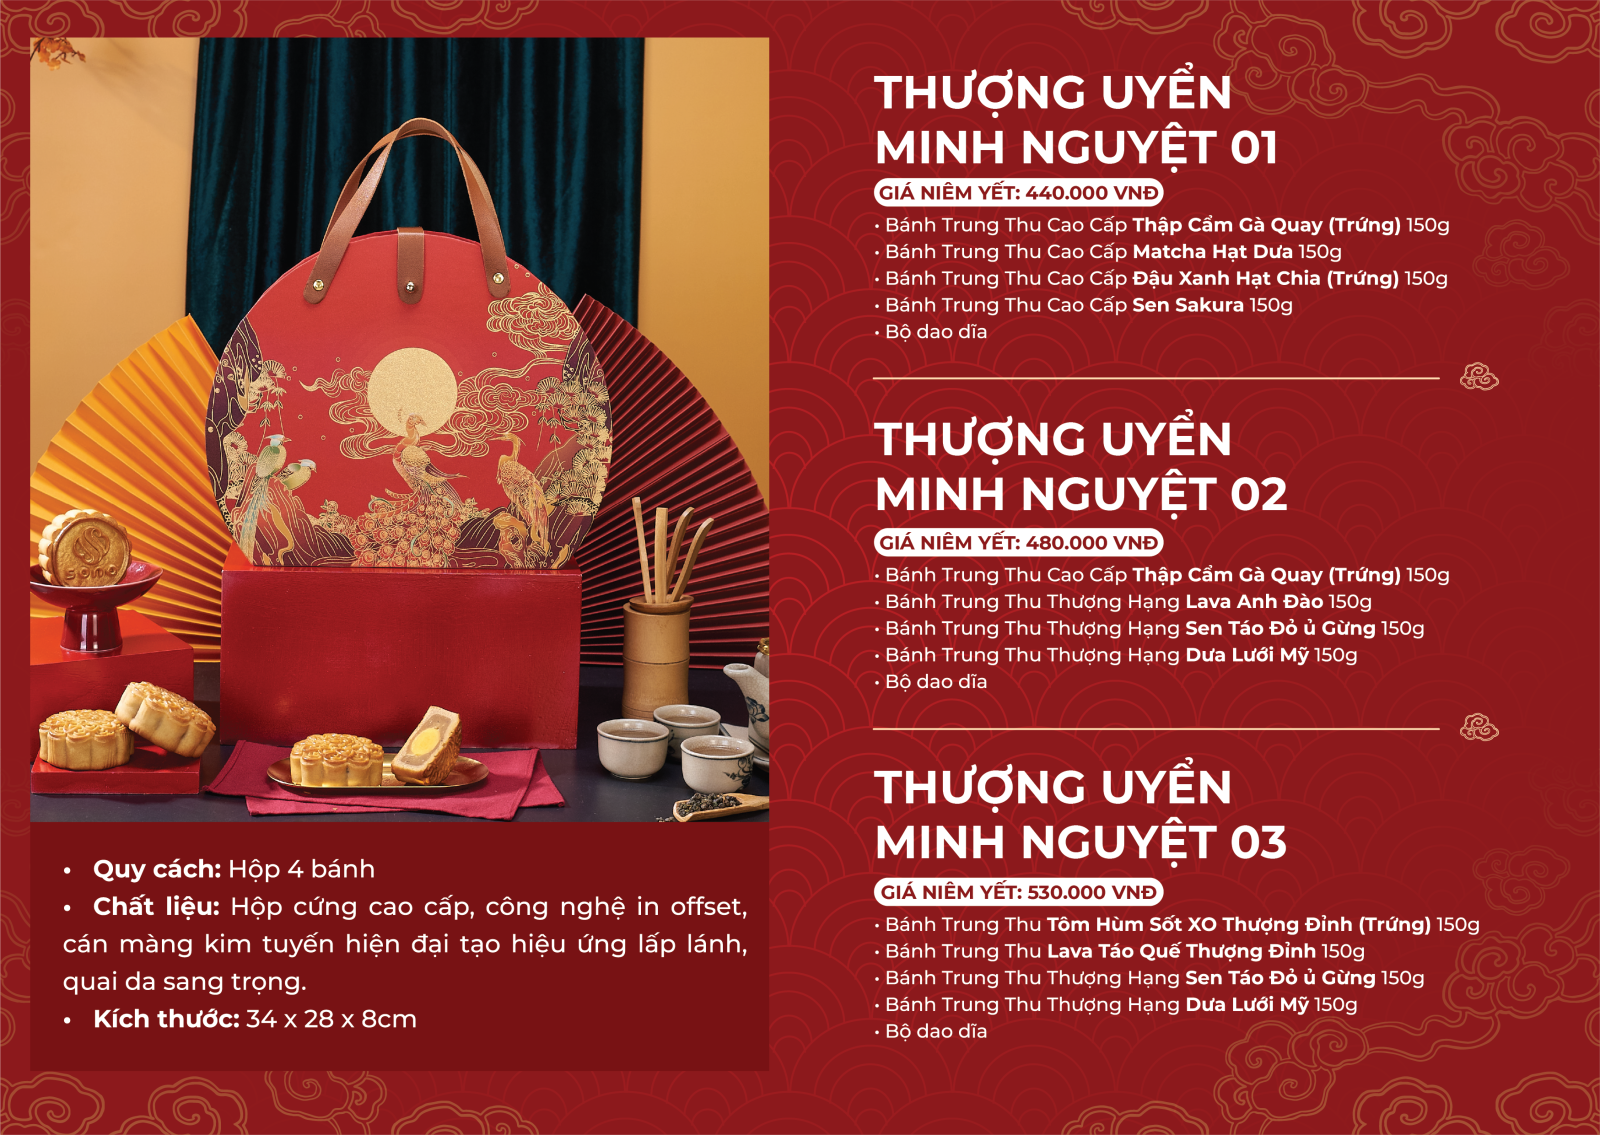 sono
• Quy cách: Hộp 4 bánh
• Chất liệu: Hộp cứng cao cấp, công nghệ in offset,
cán màng kim tuyến hiện đại tạo hiệu ứng lấp lánh,
quai da sang trọng.
• Kích thước: 34 x 28 x 8cm
THƯỢNG UYỂN
MINH NGUYỆT 01
GIÁ NIÊM YẾT: 440.000 VNĐ
• Bánh Trung Thu Cao Cấp Thập Cẩm Gà Quay (Trứng) 150g
• Bánh Trung Thu Cao Cấp Matcha Hạt Dưa 150g
• Bánh Trung Thu Cao Cấp Đậu Xanh Hạt Chia (Trứng) 150g
• Bánh Trung Thu Cao Cấp Sen Sakura 150g
• Bộ dao dĩa
THƯỢNG UYỂN
MINH NGUYỆT 02
GIÁ NIÊM YẾT: 480.000 VNĐ
• Bánh Trung Thu Cao Cấp Thập Cẩm Gà Quay (Trứng) 150g
• Bánh Trung Thu Thượng Hạng Lava Anh Đào 150g
• Bánh Trung Thu Thượng Hạng Sen Táo Đỏ ủ Gừng 150g
• Bánh Trung Thu Thượng Hạng Dưa Lưới Mỹ 150g
• Bộ dao dĩa
THƯỢNG UYỂN
MINH NGUYỆT 03
GIÁ NIÊM YẾT: 530.000 VNĐ
• Bánh Trung Thu Tôm Hùm Sốt XO Thượng Đỉnh (Trứng) 150g
• Bánh Trung Thu Lava Táo Quế Thượng Đỉnh 150g
• Bánh Trung Thu Thượng Hạng Sen Táo Đỏ ủ Gừng 150g
• Bánh Trung Thu Thượng Hạng Dưa Lưới Mỹ 150g
• Bộ dao dĩa